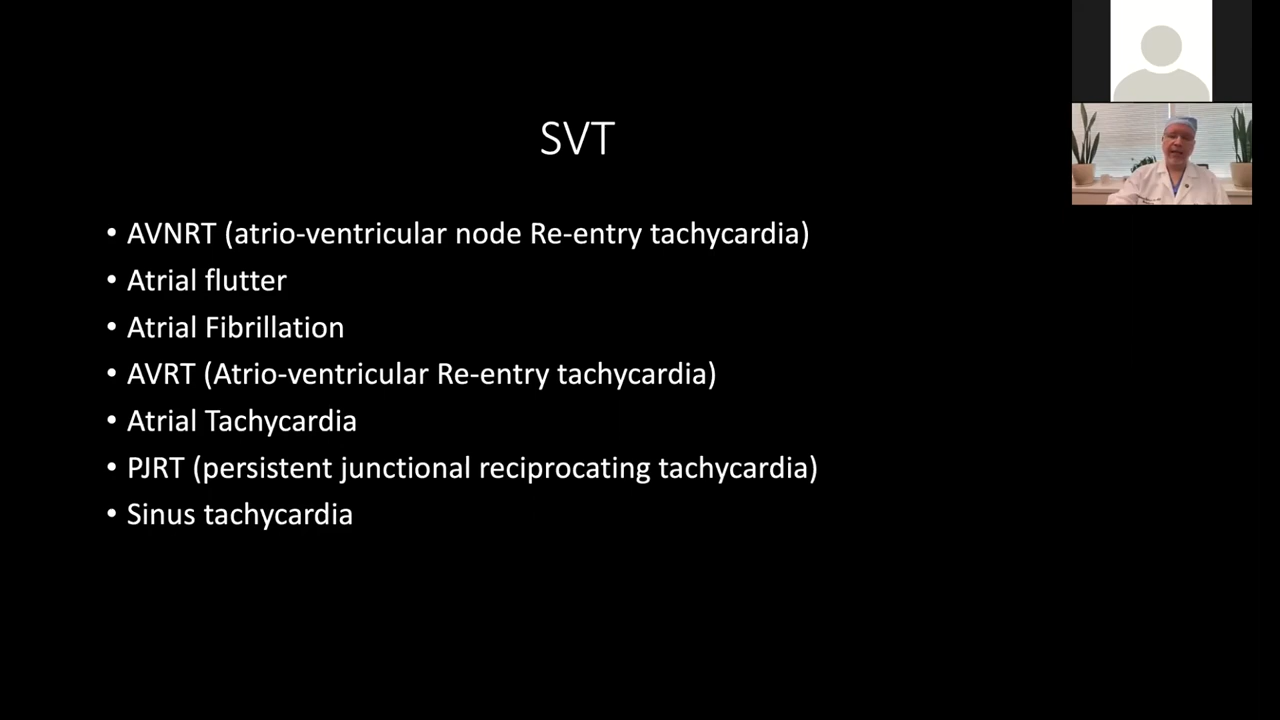 SVT
• AVNRT (atrio-ventricular node Re-entry tachycardia)
• Atrial flutter
• Atrial Fibrillation
• AVRT (Atrio-ventricular Re-entry tachycardia)
• Atrial Tachycardia
• PJRT (persistent junctional reciprocating tachycardia)
• Sinus tachycardia